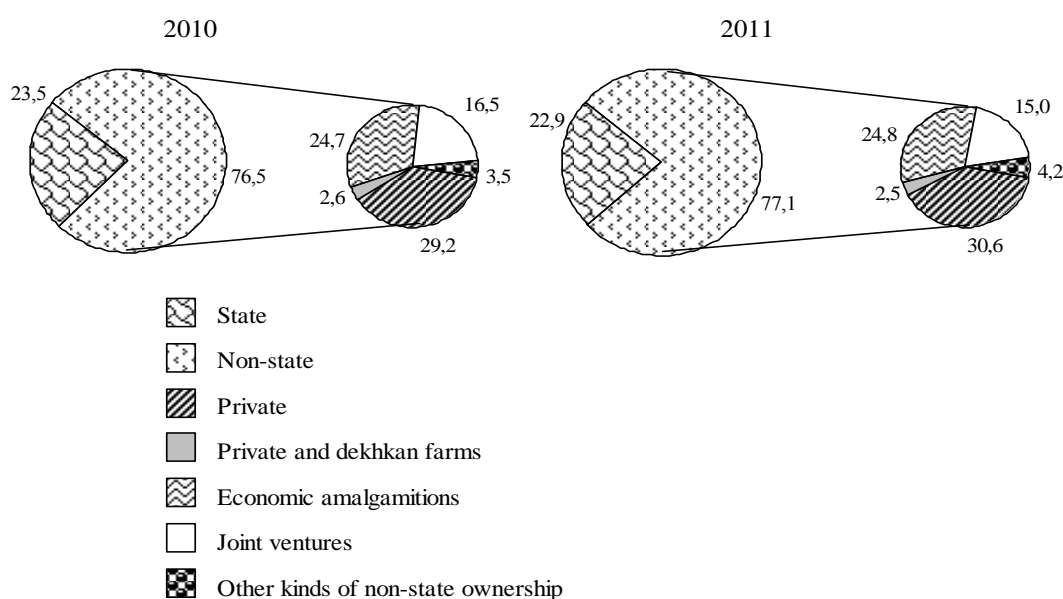 2010
2011
23,5
76,5
24,7
16,5
3,5
2,6
29,2
22,9
77,1
24,8
15,0
4,2
2,5
30,6
State
Non-state
Private
Private and dekhkan farms
Economic amalgamitions
Joint ventures
Other kinds of non-state ownership